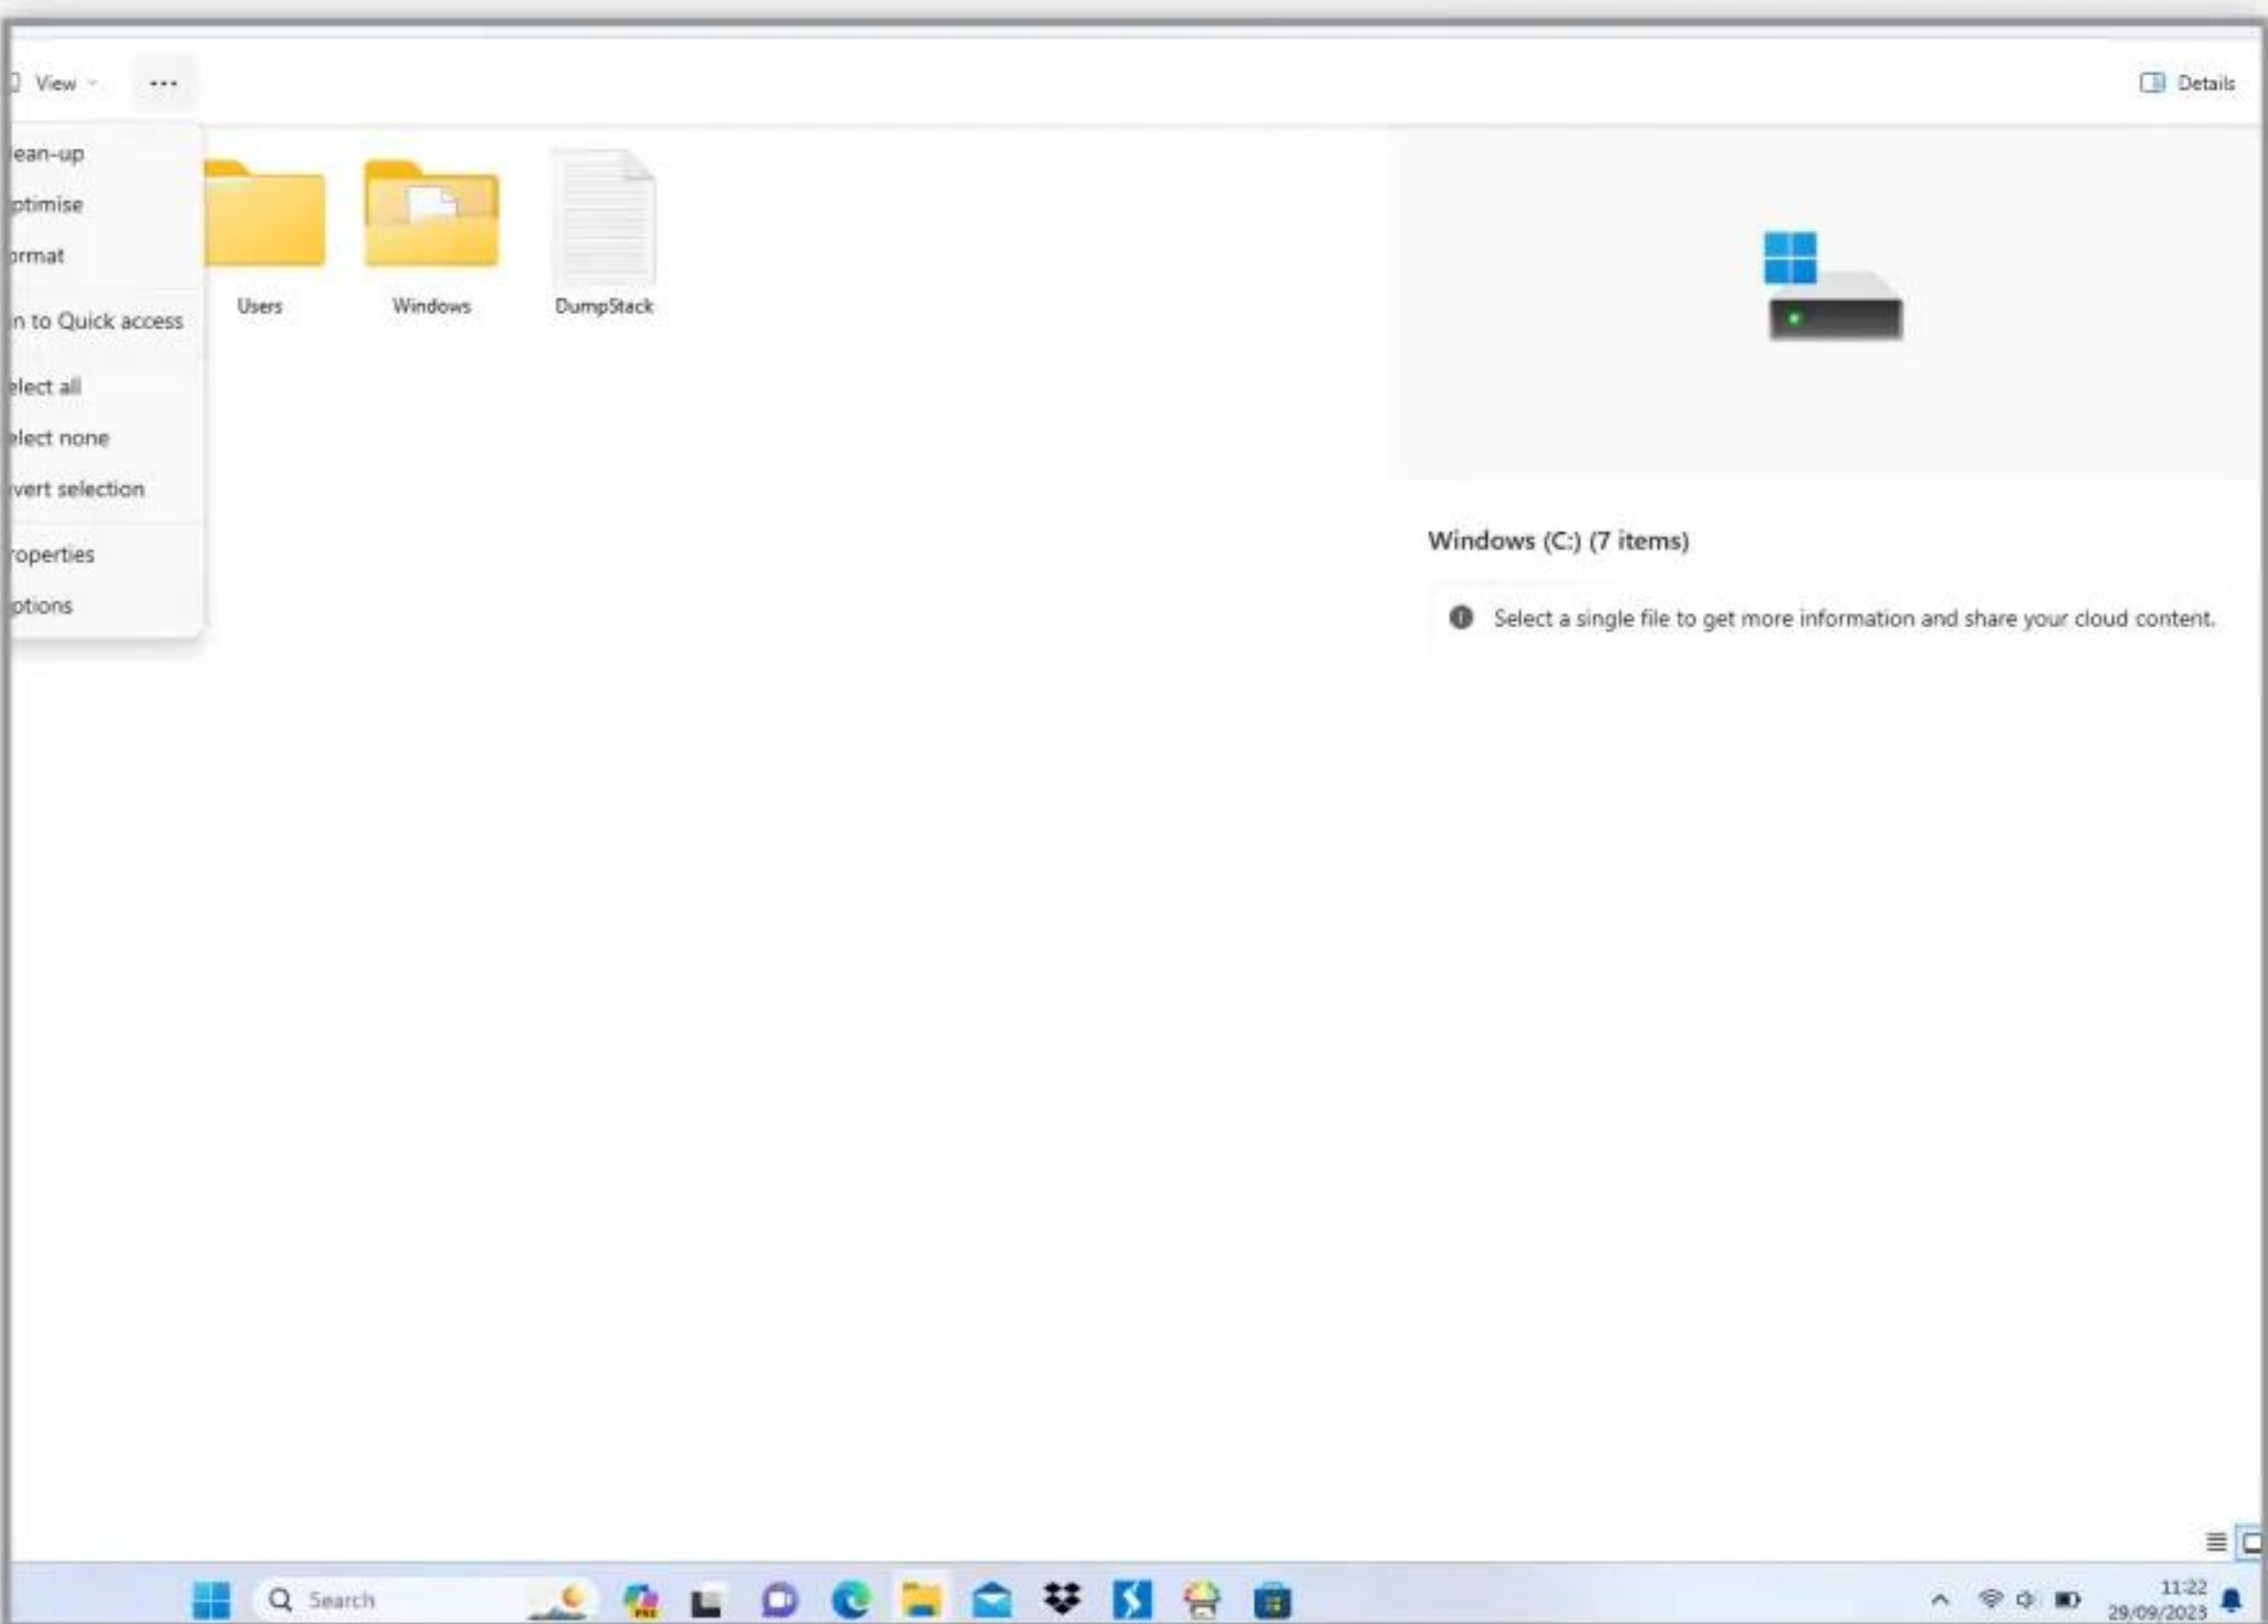 View
Details
lean-up
ptimise
ormat
n to Quick access
elect all
elect none
vert selection
roperties
ptions
Users
Windows
DumpStack
Windows (C:) (7 items)
Select a single file to get more information and share your cloud content.
Search
PRE
11:22
29/09/2023